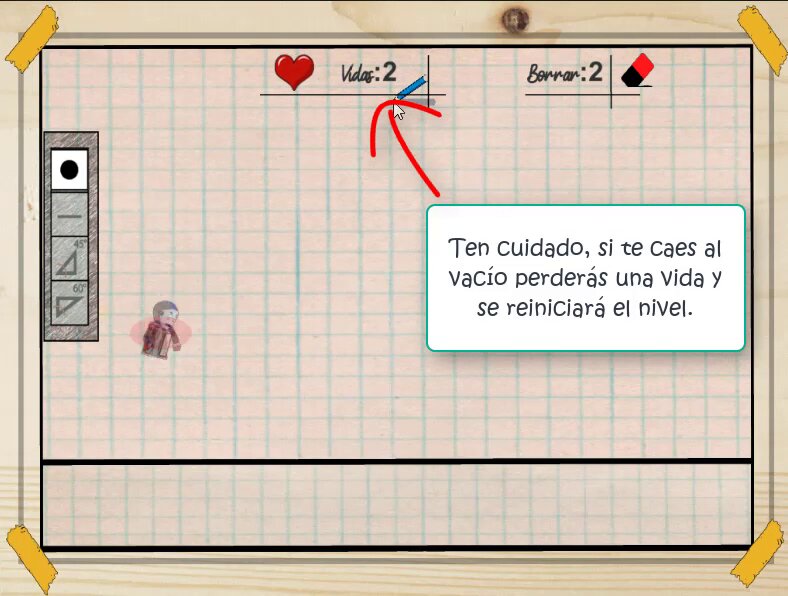 Vidas:2
Borrar:2
45°
60°
Ten cuidado, si te caes al
vacío perderás una vida y
se reiniciará el nivel.